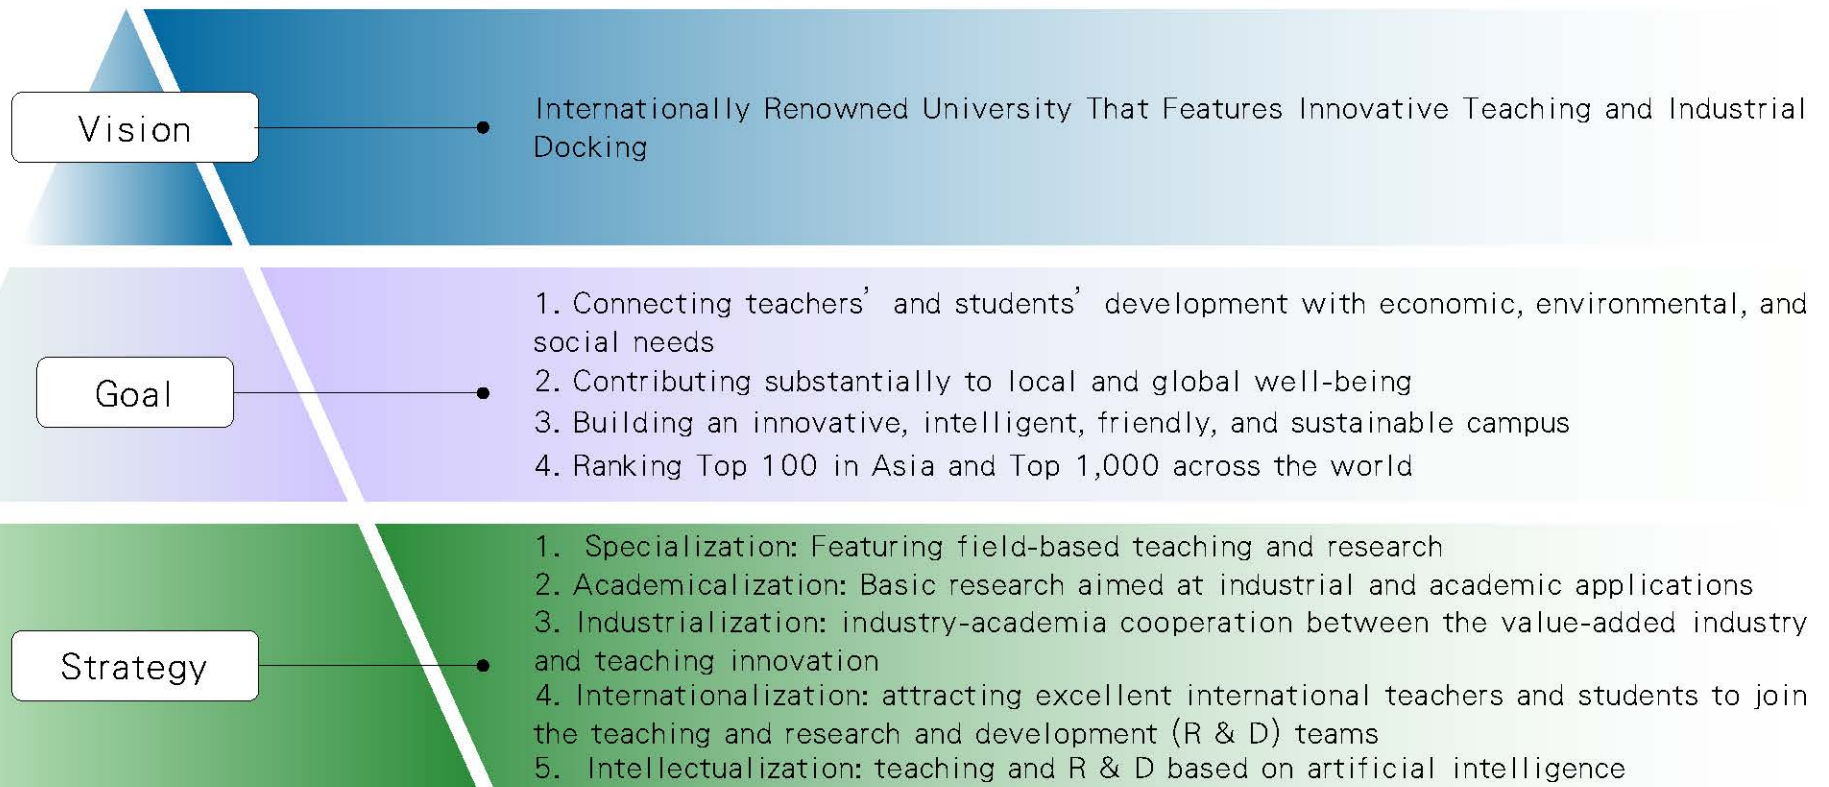 Vision
Internationally Renowned University That Features Innovative Teaching and Industrial
Docking
Goal
1. Connecting teachers’ and students’ development with economic, environmental, and
social needs
2. Contributing substantially to local and global well-being
3. Building an innovative, intelligent, friendly, and sustainable campus
4. Ranking Top 100 in Asia and Top 1,000 across the world
Strategy
1. Specialization: Featuring field-based teaching and research
2. Academicalization: Basic research aimed at industrial and academic applications
3. Industrialization: industry-academia cooperation between the value-added industry
and teaching innovation
4. Internationalization: attracting excellent international teachers and students to join
the teaching and research and development (R & D) teams
5. Intellectualization: teaching and R & D based on artificial intelligence